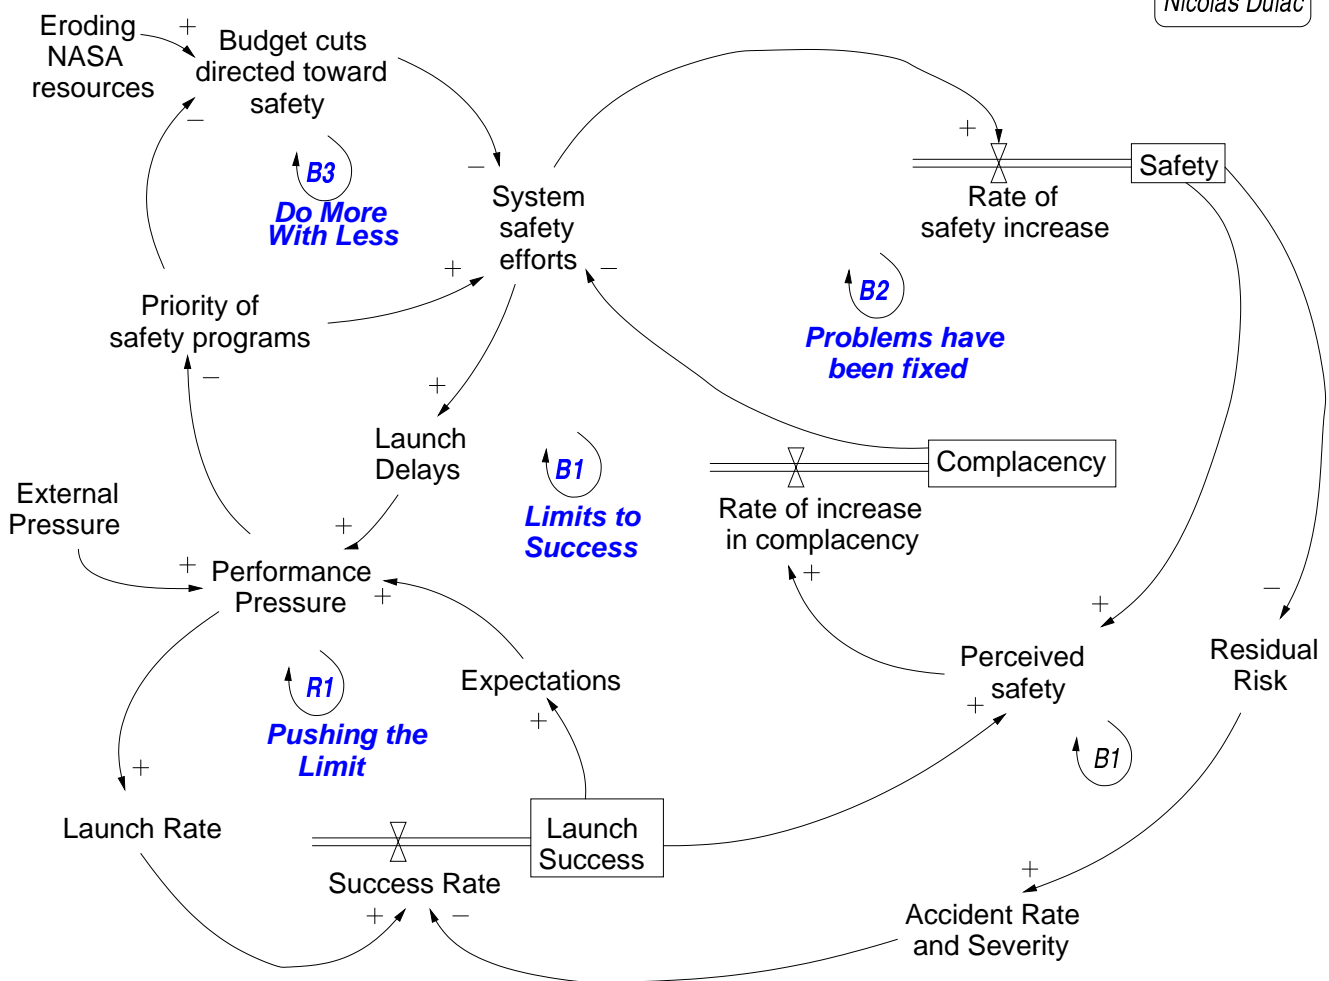 Nicolas Dulac
Eroding
NASA
resources
+
Budget cuts
directed toward
safety
−
−
B3
Do More
With Less
System
safety
efforts
+
Safety
Rate of
safety increase
+
−
B2
Problems have
been fixed
Priority of
safety programs
−
+
Launch
Delays
B1
Limits to
Success
Complacency
Rate of increase
in complacency
+
External
Pressure
+
+
Performance
Pressure
+
+
−
Perceived
safety
+
Residual
Risk
Expectations
+
R1
Pushing the
Limit
B1
+
Launch Rate
Launch
Success
Success Rate
+
−
+
Accident Rate
and Severity